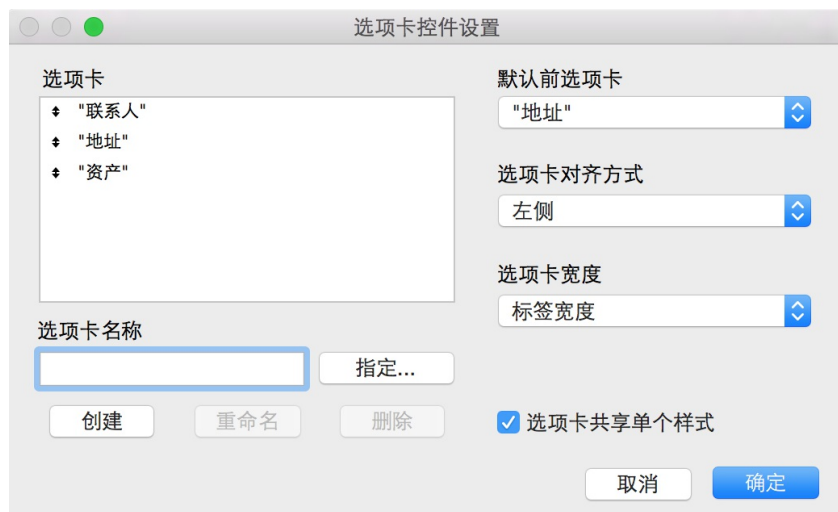 选项卡控件设置
选项卡
"联系人"
"地址"
"资产"
选项卡名称
指定...
创建
重命名
删除
默认前选项卡
"地址"
选项卡对齐方式
左侧
选项卡宽度
标签宽度
选项卡共享单个样式
取消
确定